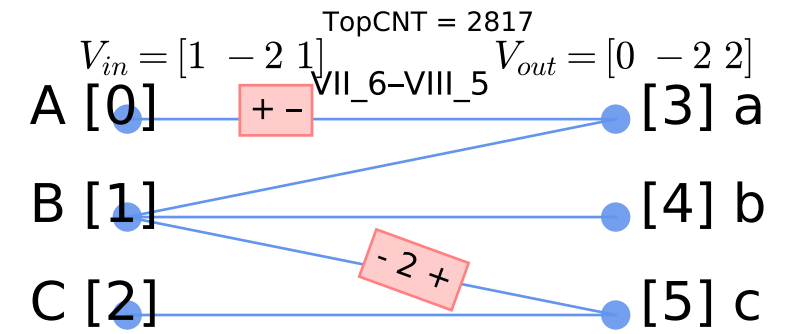 TopCNT = 2817
V_in = [1 −2 1]
V_out = [0 −2 2]
VII_6–VIII_5
A [0]
+ –
[3] a
B [1]
[4] b
- 2 +
C [2]
[5] c